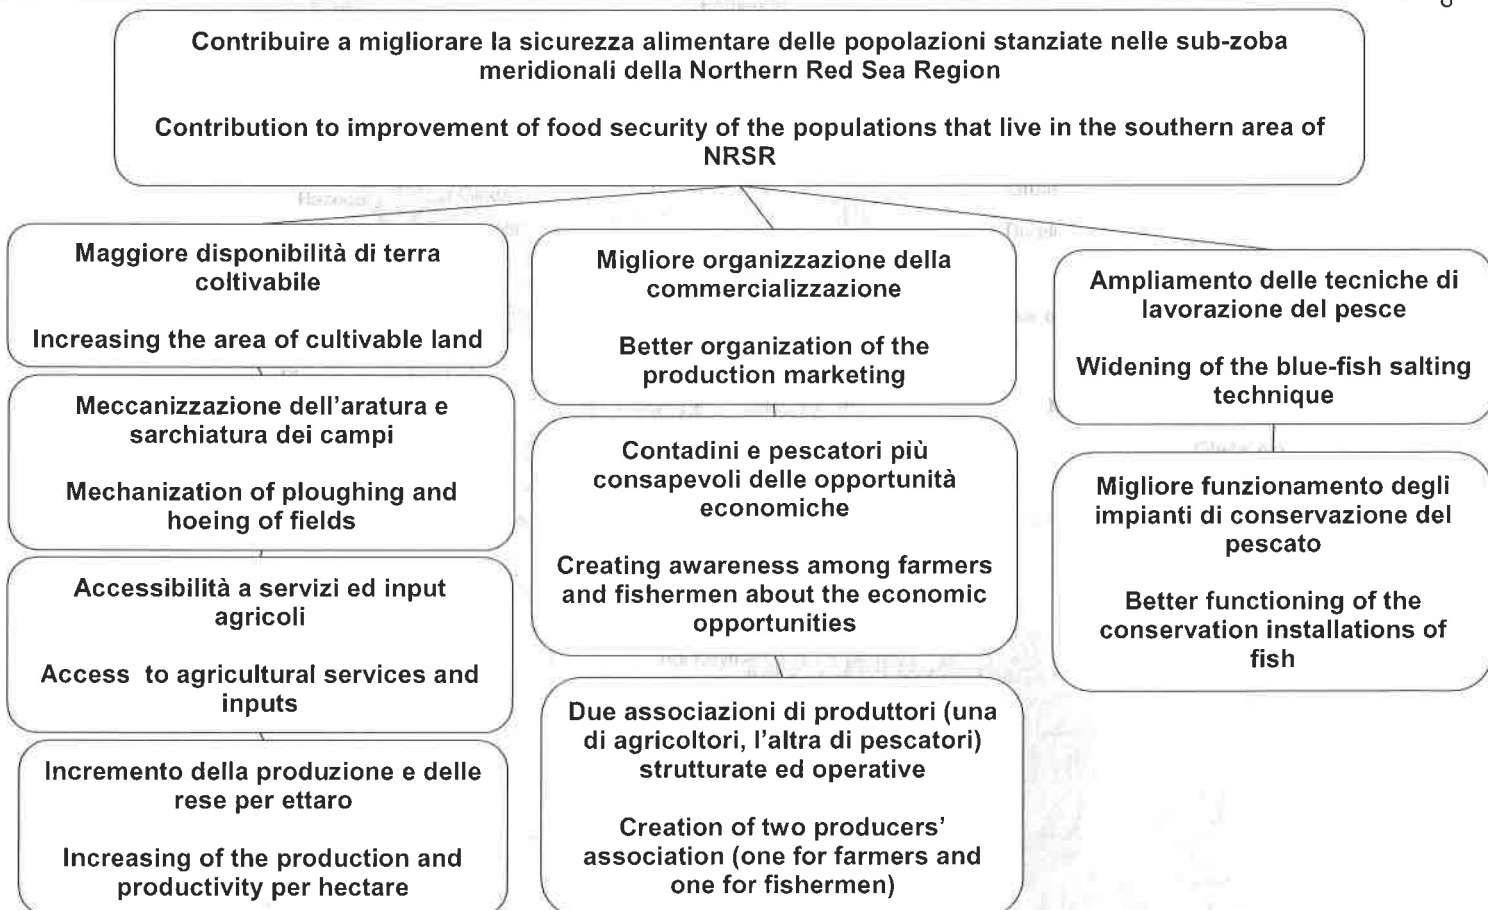 Contribuire a migliorare la sicurezza alimentare delle popolazioni stanziate nelle sub-zoba
meridionali della Northern Red Sea Region
Contribution to improvement of food security of the populations that live in the southern area of
NRSR
Maggiore disponibilità di terra
coltivabile
Increasing the area of cultivable land
Meccanizzazione dell'aratura e
sarchiatura dei campi
Mechanization of ploughing and
hoeing of fields
Accessibilità a servizi ed input
agricoli
Access to agricultural services and
inputs
Incremento della produzione e delle
rese per ettaro
Increasing of the production and
productivity per hectare
Migliore organizzazione della
commercializzazione
Better organization of the
production marketing
Contadini e pescatori più
consapevoli delle opportunità
economiche
Creating awareness among farmers
and fishermen about the economic
opportunities
Due associazioni di produttori (una
di agricoltori, l'altra di pescatori)
strutturate ed operative
Creation of two producers'
association (one for farmers and
one for fishermen)
Ampliamento delle tecniche di
lavorazione del pesce
Widening of the blue-fish salting
technique
Migliore funzionamento degli
impianti di conservazione del
pescato
Better functioning of the
conservation installations of
fish